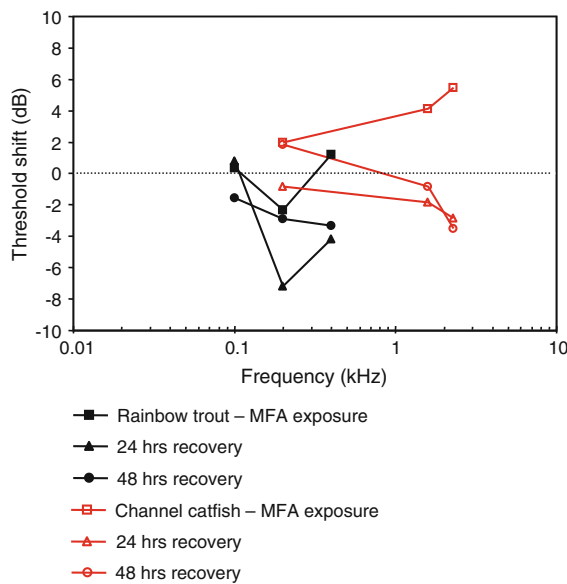 10
8
6
4
2
0
-2
-4
-6
-8
-10
Threshold shift (dB)
0.01 0.1 1 10
Frequency (kHz)
Rainbow trout – MFA exposure
24 hrs recovery
48 hrs recovery
Channel catfish – MFA exposure
24 hrs recovery
48 hrs recovery